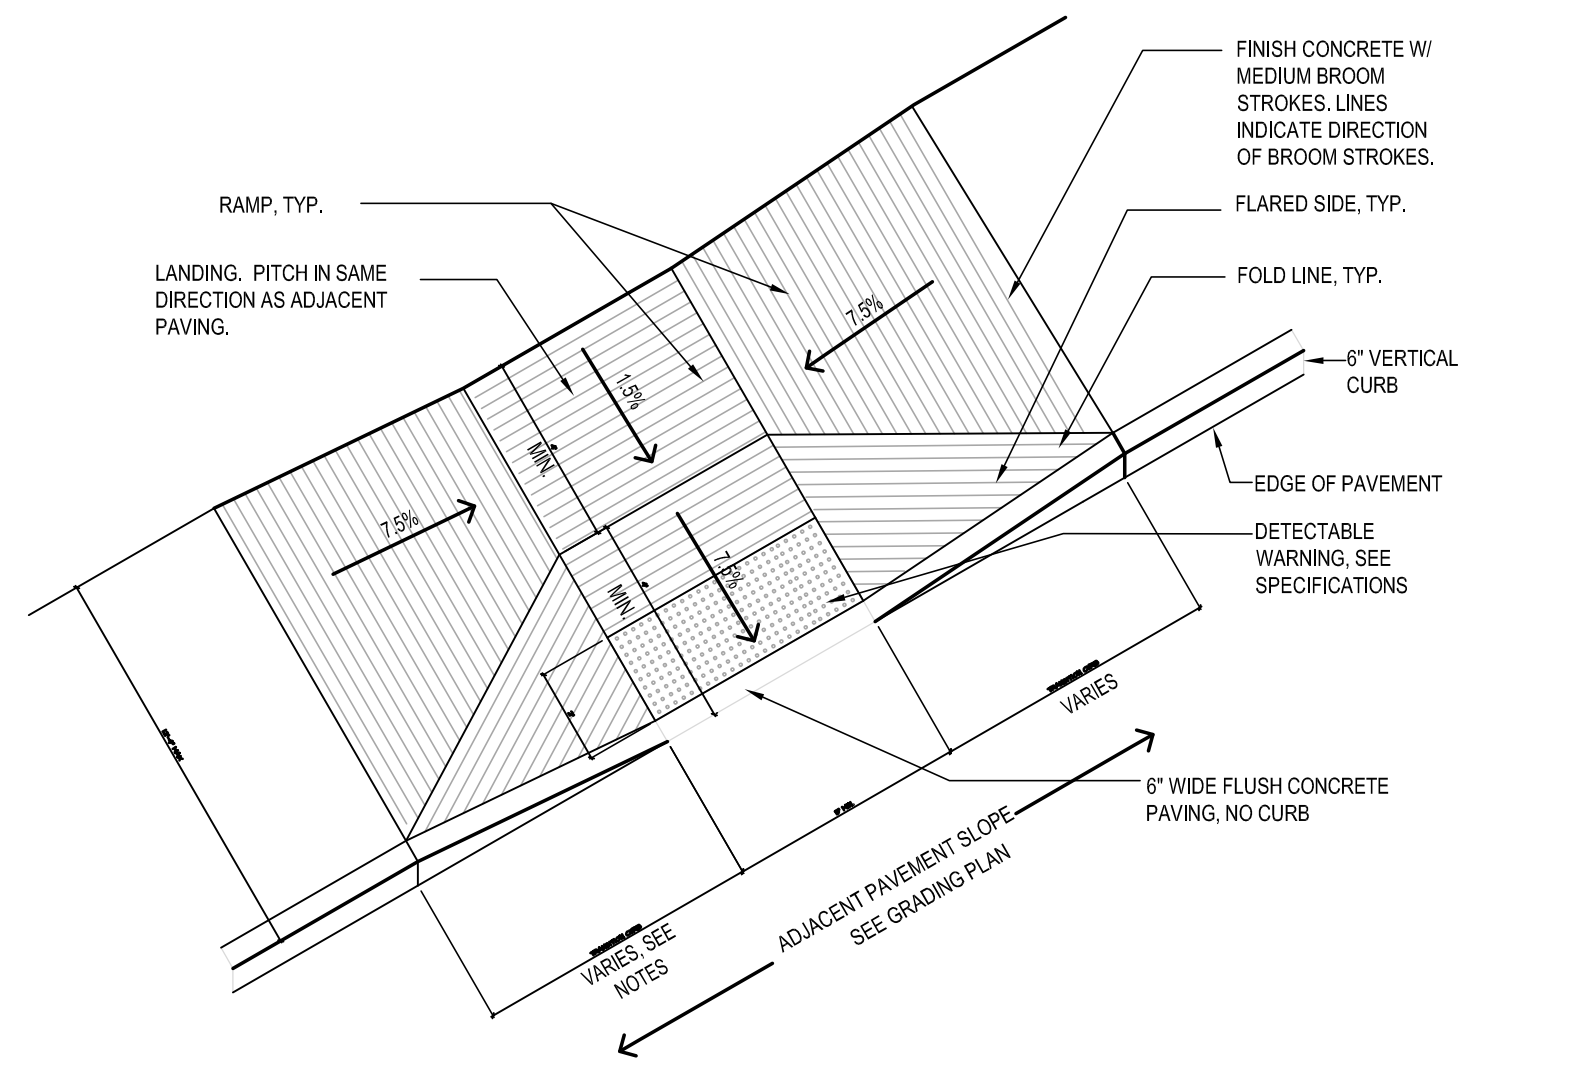 FINISH CONCRETE W/
MEDIUM BROOM
STROKES. LINES
INDICATE DIRECTION
OF BROOM STROKES.
RAMP, TYP.
FLARED SIDE, TYP.
LANDING. PITCH IN SAME
DIRECTION AS ADJACENT
PAVING.
FOLD LINE, TYP.
7.5%
6" VERTICAL
CURB
1.5%
MIN.
EDGE OF PAVEMENT
7.5%
DETECTABLE
WARNING, SEE
SPECIFICATIONS
7.5%
MIN.
VARIES
6" WIDE FLUSH CONCRETE
PAVING, NO CURB
ADJACENT PAVEMENT SLOPE
SEE GRADING PLAN
VARIES, SEE
NOTES